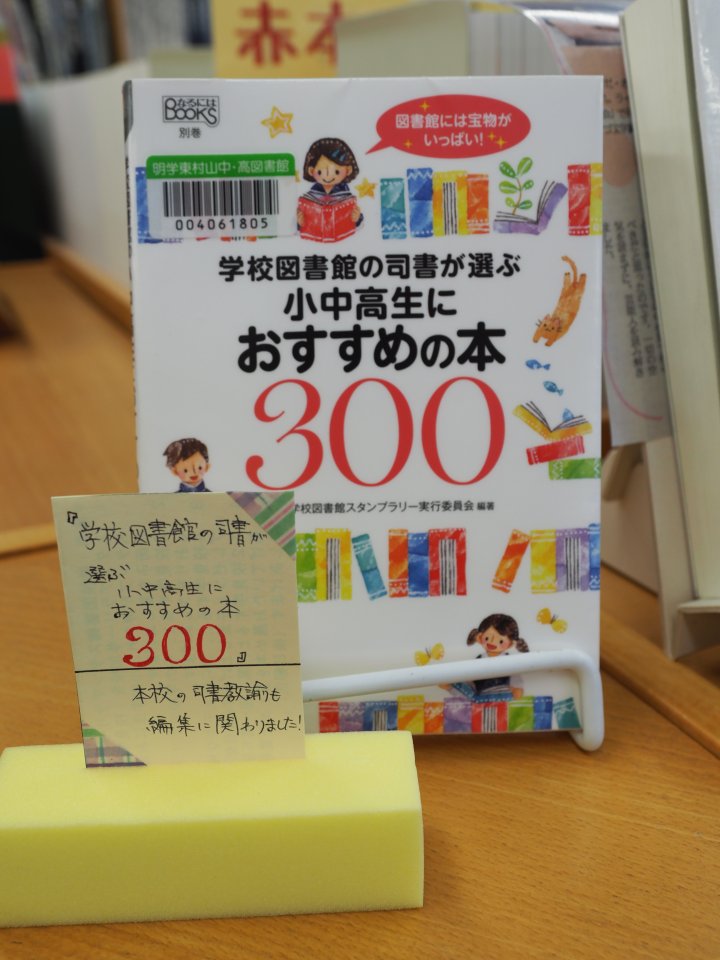 赤本
なるには
BOOKS
別巻
図書館には宝物が
いっぱい!
明学東村山中・高図書館
004061805
学校図書館の司書が選ぶ
小中高生に
おすすめの本
300
学校図書館スタンプラリー実行委員会 編著
『学校図書館の司書が
選ぶ
小中高生に
おすすめの本
300』
本校の司書教諭も
編集に関わりました!